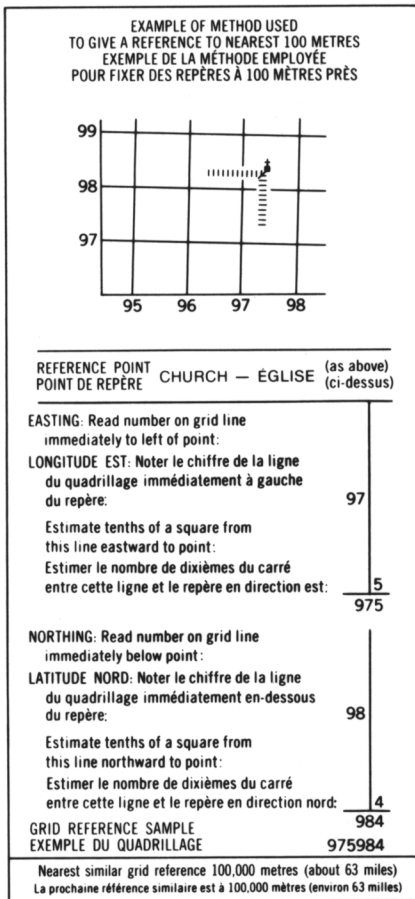 EXAMPLE OF METHOD USED
TO GIVE A REFERENCE TO NEAREST 100 METRES
EXEMPLE DE LA MÉTHODE EMPLOYÉE
POUR FIXER DES REPÈRES À 100 MÈTRES PRÈS
99
98
97
95 96 97 98
REFERENCE POINT
POINT DE REPÈRE
CHURCH — ÉGLISE
(as above)
(ci-dessus)
EASTING: Read number on grid line
immediately to left of point:
LONGITUDE EST: Noter le chiffre de la ligne
du quadrillage immédiatement à gauche
du repère: 97
Estimate tenths of a square from
this line eastward to point:
Estimer le nombre de dixièmes du carré
entre cette ligne et le repère en direction est: 5
975
NORTHING: Read number on grid line
immediately below point:
LATITUDE NORD: Noter le chiffre de la ligne
du quadrillage immédiatement en-dessous
du repère: 98
Estimate tenths of a square from
this line northward to point:
Estimer le nombre de dixièmes du carré
entre cette ligne et le repère en direction nord: 4
984
GRID REFERENCE SAMPLE
EXEMPLE DU QUADRILLAGE 975984
Nearest similar grid reference 100,000 metres (about 63 miles)
La prochaine référence similaire est à 100,000 mètres (environ 63 milles)